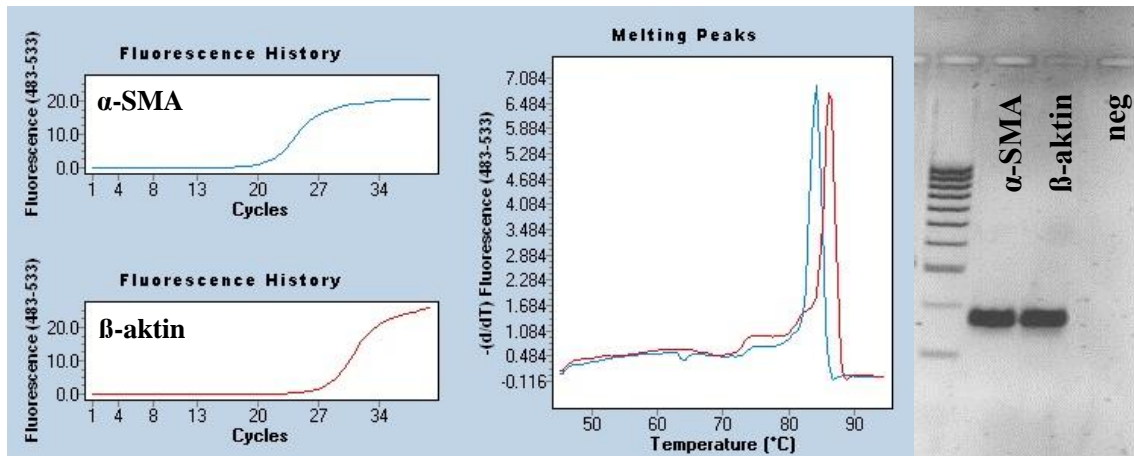 Fluorescence History
Fluorescence (483-533)
α-SMA
20.0
10.0
0.0
1 4 8 13 20 27 34
Cycles
Fluorescence History
Fluorescence (483-533)
ß-aktin
20.0
10.0
0.0
1 4 8 13 20 27 34
Cycles
Melting Peaks
-(d/dT) Fluorescence (483-533)
7.084
6.484
5.884
5.284
4.684
4.084
3.484
2.884
2.284
1.684
1.084
0.484
-0.116
50 60 70 80 90
Temperature (°C)
α-SMA
ß-aktin
neg